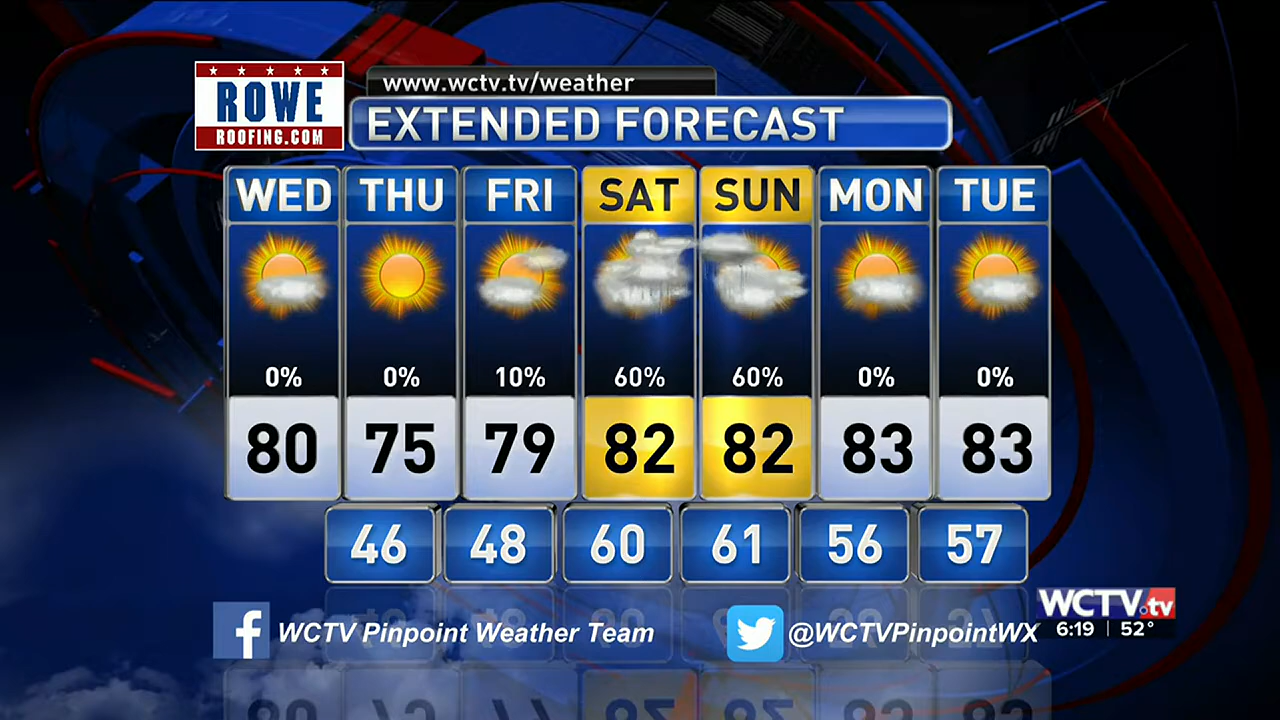 ROWE
ROOFING.COM
www.wctv.tv/weather
EXTENDED FORECAST
WED THU FRI SAT SUN MON TUE
0% 0% 10% 60% 60% 0% 0%
80 75 79 82 82 83 83
46 48 60 61 56 57
f WCTV Pinpoint Weather Team @WCTVPinpointWX
WCTV.tv
6:19 | 52°